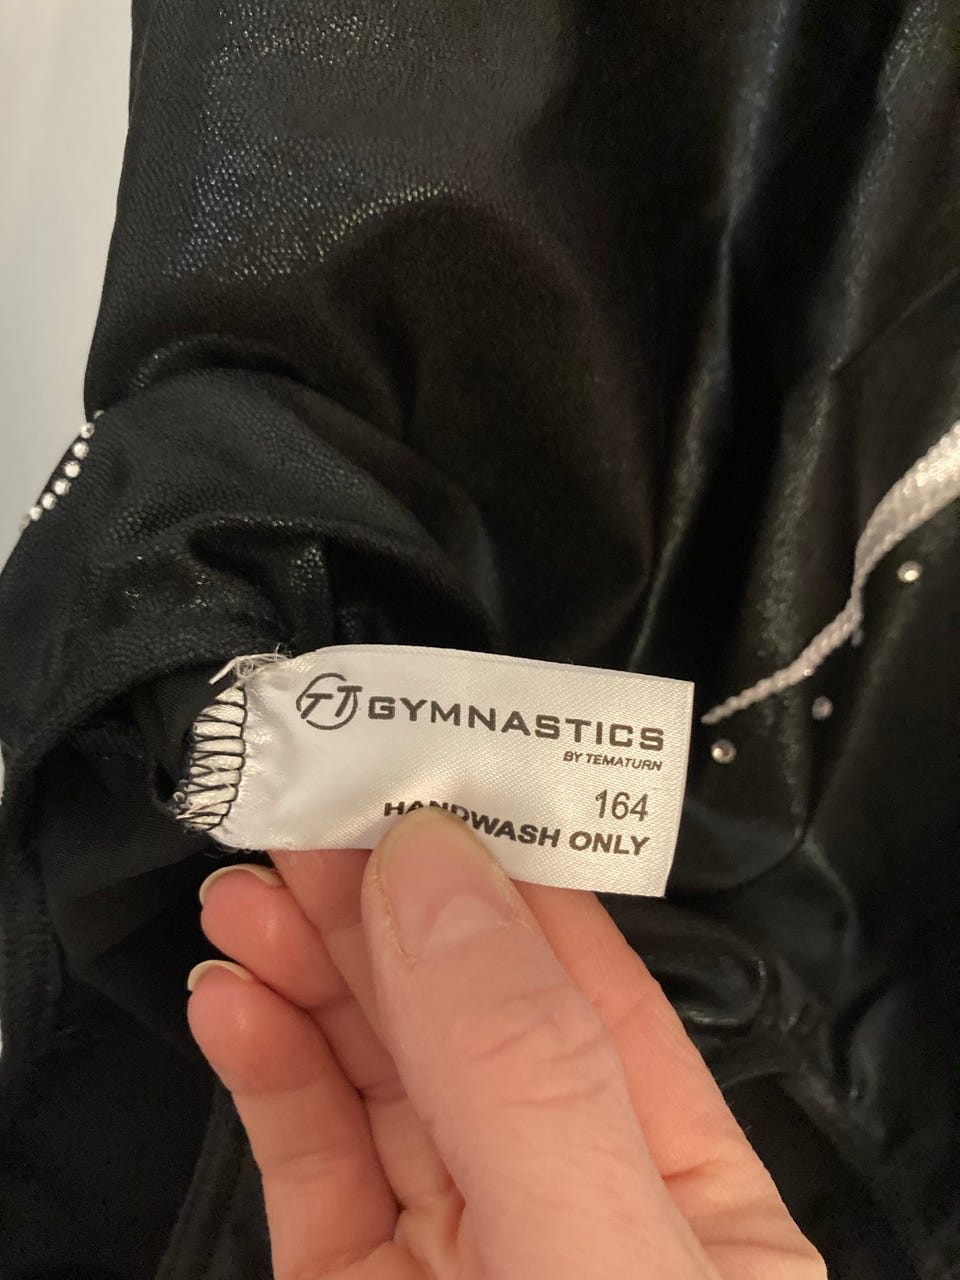 TT GYMNASTICS
BY TEMATURN
164
HANDWASH ONLY